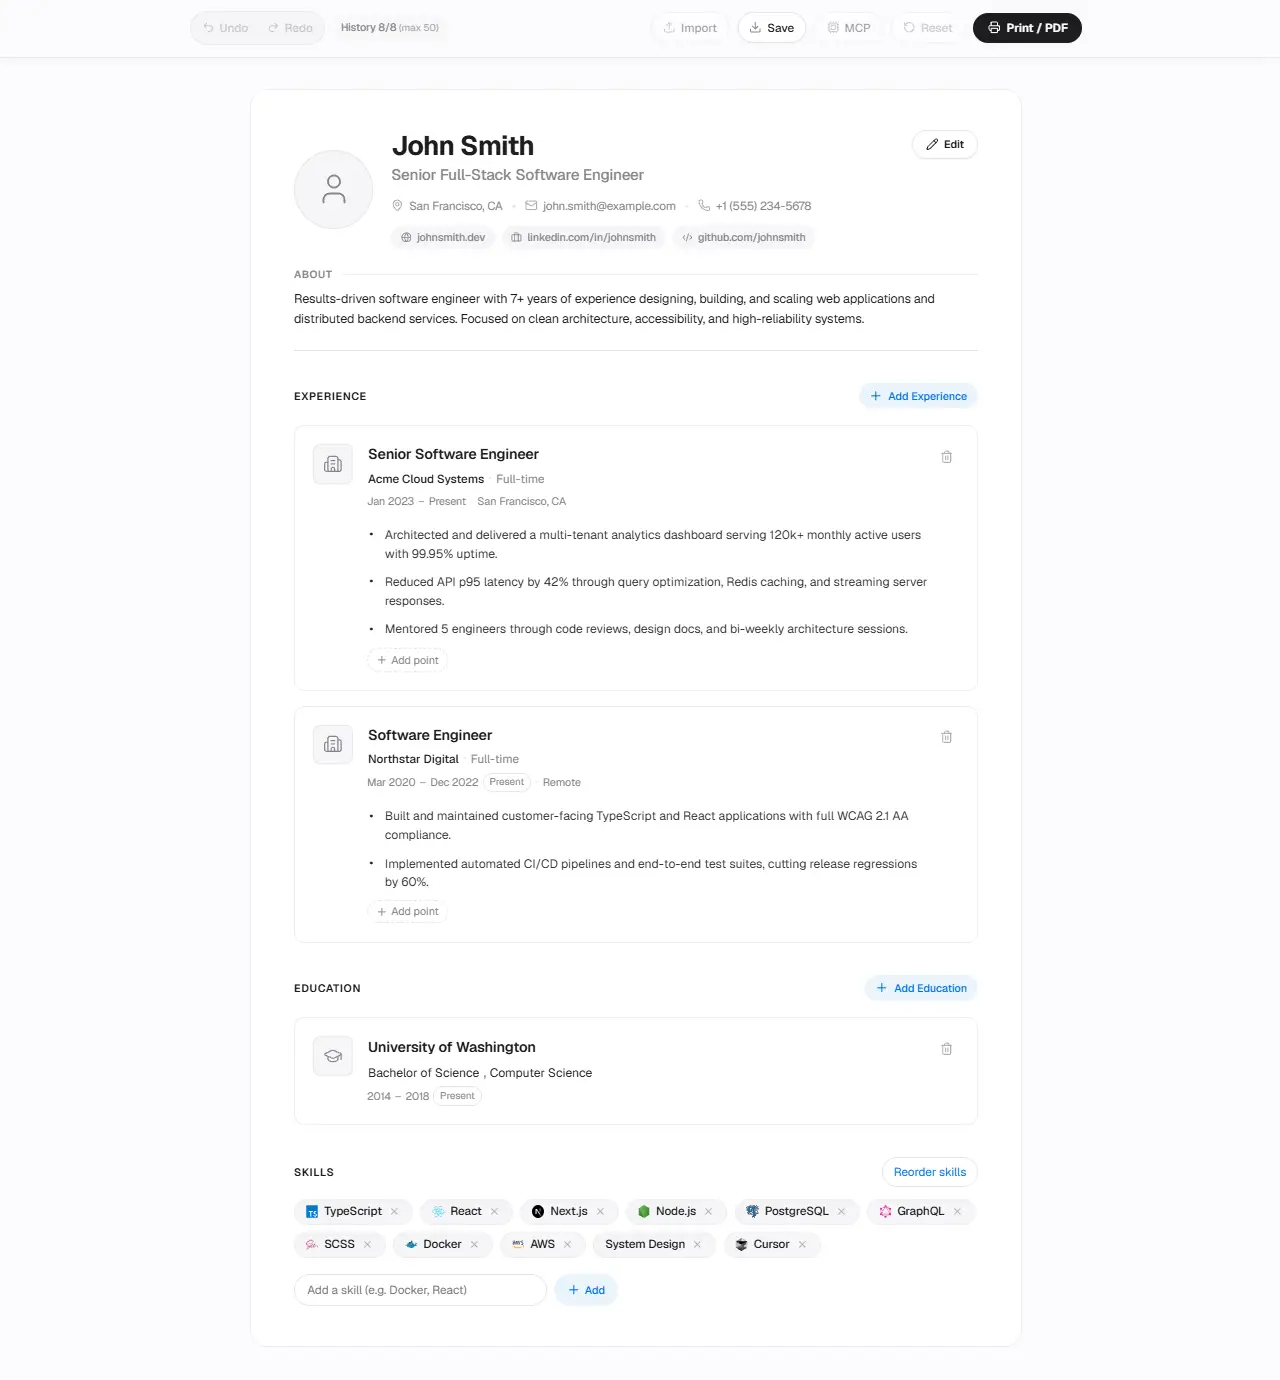 Undo Redo History 8/8 (max 50) Import Save MCP Reset Print / PDF
John Smith
Edit
Senior Full-Stack Software Engineer
San Francisco, CA · john.smith@example.com · +1 (555) 234-5678
johnsmith.dev linkedin.com/in/johnsmith github.com/johnsmith
ABOUT
Results-driven software engineer with 7+ years of experience designing, building, and scaling web applications and
distributed backend services. Focused on clean architecture, accessibility, and high-reliability systems.
EXPERIENCE
+ Add Experience
Senior Software Engineer
Acme Cloud Systems · Full-time
Jan 2023 – Present San Francisco, CA
• Architected and delivered a multi-tenant analytics dashboard serving 120k+ monthly active users
with 99.95% uptime.
• Reduced API p95 latency by 42% through query optimization, Redis caching, and streaming server
responses.
• Mentored 5 engineers through code reviews, design docs, and bi-weekly architecture sessions.
+ Add point
Software Engineer
Northstar Digital · Full-time
Mar 2020 – Dec 2022 Present · Remote
• Built and maintained customer-facing TypeScript and React applications with full WCAG 2.1 AA
compliance.
• Implemented automated CI/CD pipelines and end-to-end test suites, cutting release regressions
by 60%.
+ Add point
EDUCATION
+ Add Education
University of Washington
Bachelor of Science , Computer Science
2014 – 2018 Present
SKILLS
Reorder skills
TS TypeScript × React × N Next.js × Node.js × PostgreSQL × GraphQL ×
SCSS × Docker × aws AWS × System Design × Cursor ×
Add a skill (e.g. Docker, React) + Add